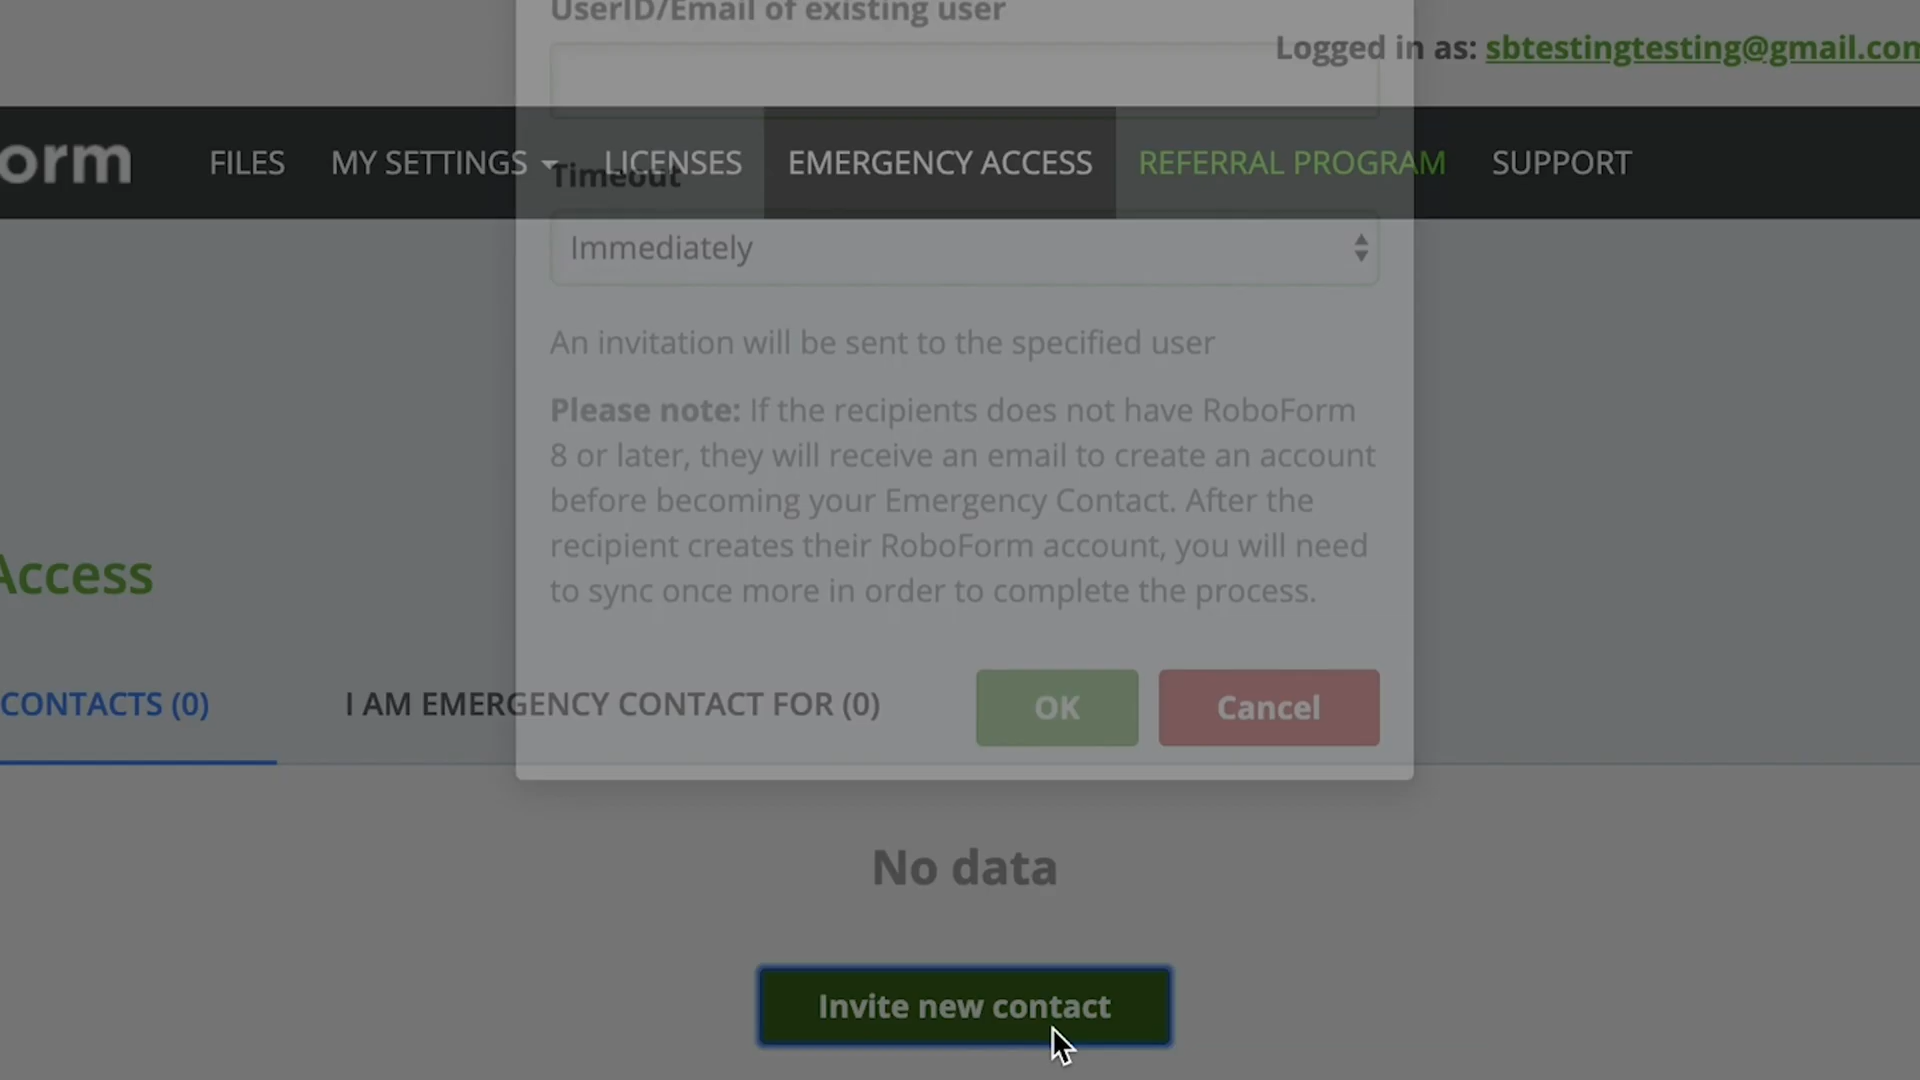 UserID/Email of existing user
Logged in as: sbtestingtesting@gmail.com
orm FILES MY SETTINGS LICENSES EMERGENCY ACCESS REFERRAL PROGRAM SUPPORT
Timeout
Immediately
An invitation will be sent to the specified user
Please note: If the recipients does not have RoboForm
8 or later, they will receive an email to create an account
before becoming your Emergency Contact. After the
recipient creates their RoboForm account, you will need
to sync once more in order to complete the process.
Access
CONTACTS (0) I AM EMERGENCY CONTACT FOR (0) OK Cancel
No data
Invite new contact